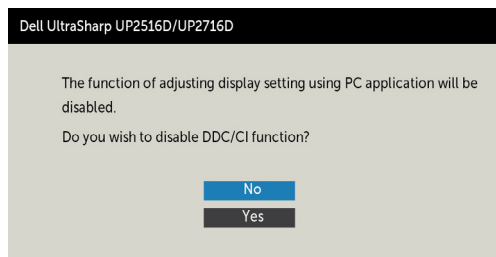 Dell UltraSharp UP2516D/UP2716D
The function of adjusting display setting using PC application will be
disabled.
Do you wish to disable DDC/CI function?
No
Yes